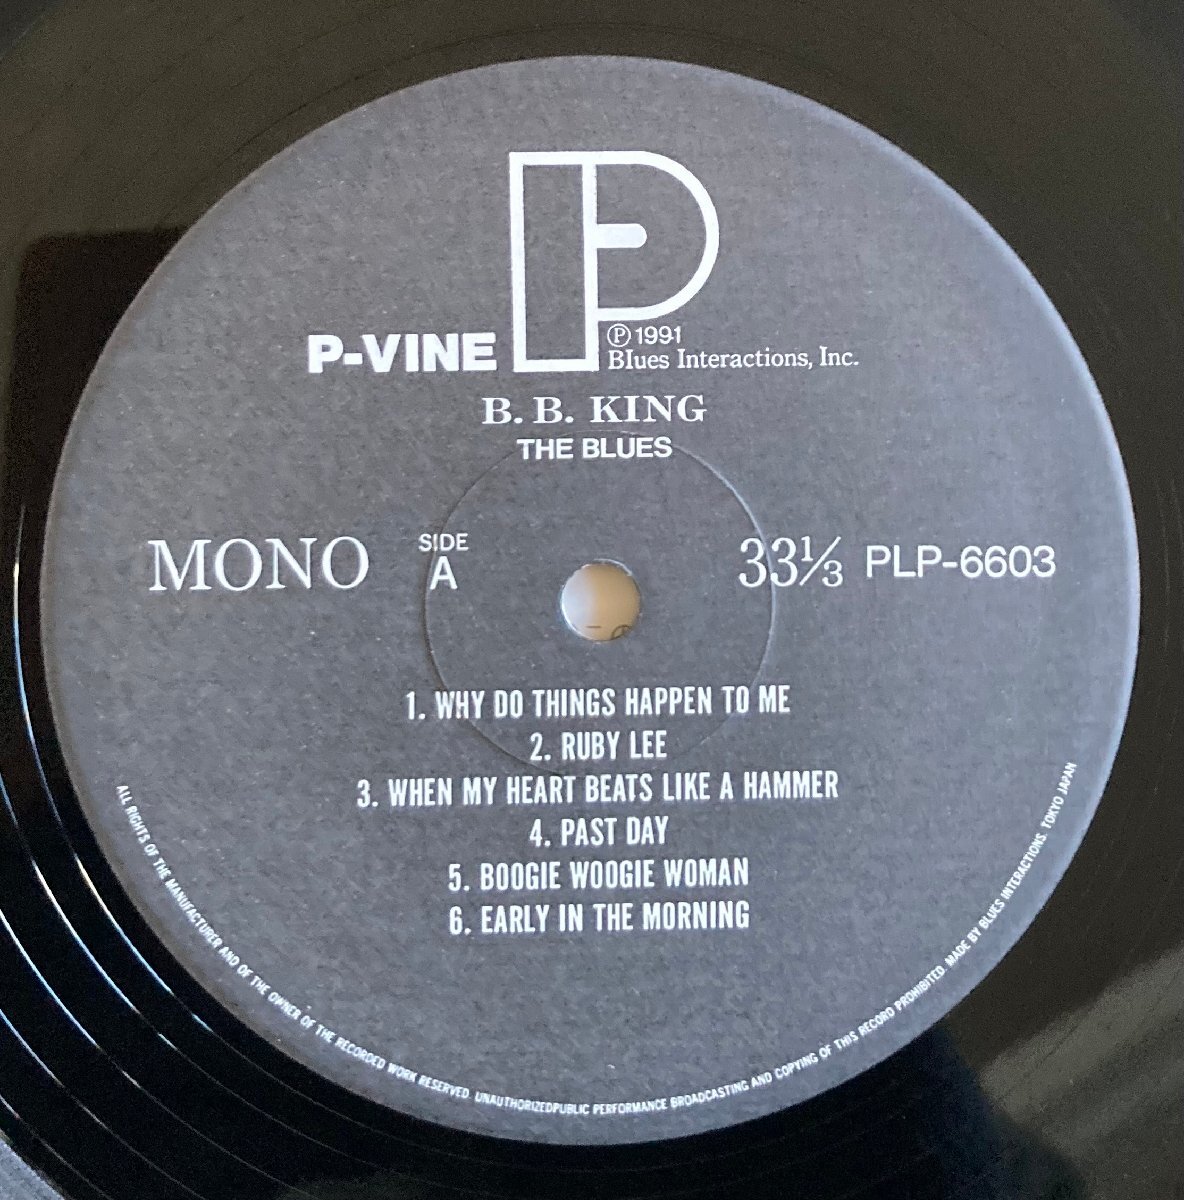 P-VINE
Ⓟ 1991
Blues Interactions, Inc.
B. B. KING
THE BLUES
MONO
SIDE
A
33⅓ PLP-6603
1. WHY DO THINGS HAPPEN TO ME
2. RUBY LEE
3. WHEN MY HEART BEATS LIKE A HAMMER
4. PAST DAY
5. BOOGIE WOOGIE WOMAN
6. EARLY IN THE MORNING
ALL RIGHTS OF THE MANUFACTURER AND OF THE OWNER OF THE RECORDED WORK RESERVED. UNAUTHORIZEDPUBLIC PERFORMANCE BROADCASTING AND COPYING OF THIS RECORD PROHIBITED. MADE BY BLUES INTERACTIONS. TOKYO JAPAN